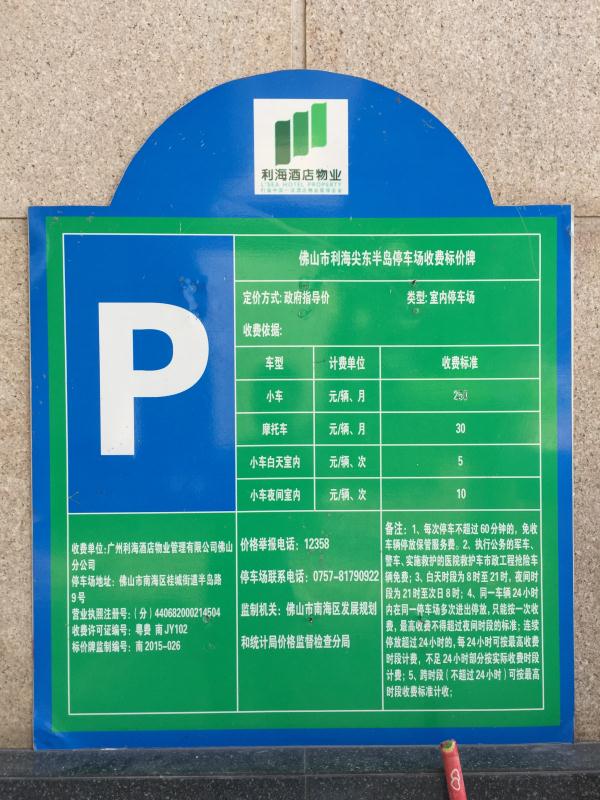 利海酒店物业
L'SEA HOTEL PROPERTY
佛山市利海尖东半岛停车场收费标价牌
定价方式: 政府指导价 类型: 室内停车场
收费依据:
车型 计费单位 收费标准
小车 元/辆、月
摩托车 元/辆、月 30
小车白天室内 元/辆、次 5
小车夜间室内 元/辆、次 10
P
收费单位: 广州利海酒店物业管理有限公司佛山
分公司
停车场地址: 佛山市南海区桂城街道半岛路
9号
营业执照注册号: (分) 440682000214504
收费许可证编号: 粤费 南 JY102
标价牌监制编号: 南 2015-026
价格举报电话: 12358
停车场联系电话: 0757-81790922
监制机关: 佛山市南海区发展规划
和统计局价格监督检查分局
备注: 1、每次停车不超过 60 分钟的, 免收
车辆停放保管服务费。2、执行公务的军车、
警车、实施救护的医院救护车市政工程抢险车
辆免费; 3、白天时段为 8 时至 21 时, 夜间时
段为 21 时至次日 8 时; 4、同一车辆 24 小时
内在同一停车场多次进出停放, 只能按一次收
费, 最高收费不得超过夜间时段的标准; 连续
停放超过 24 小时的, 每 24 小时可按最高收费
时段计费, 不足 24 小时部分按实际收费时段
计费; 5、跨时段 (不超过 24 小时) 可按最高
时段收费标准计收;